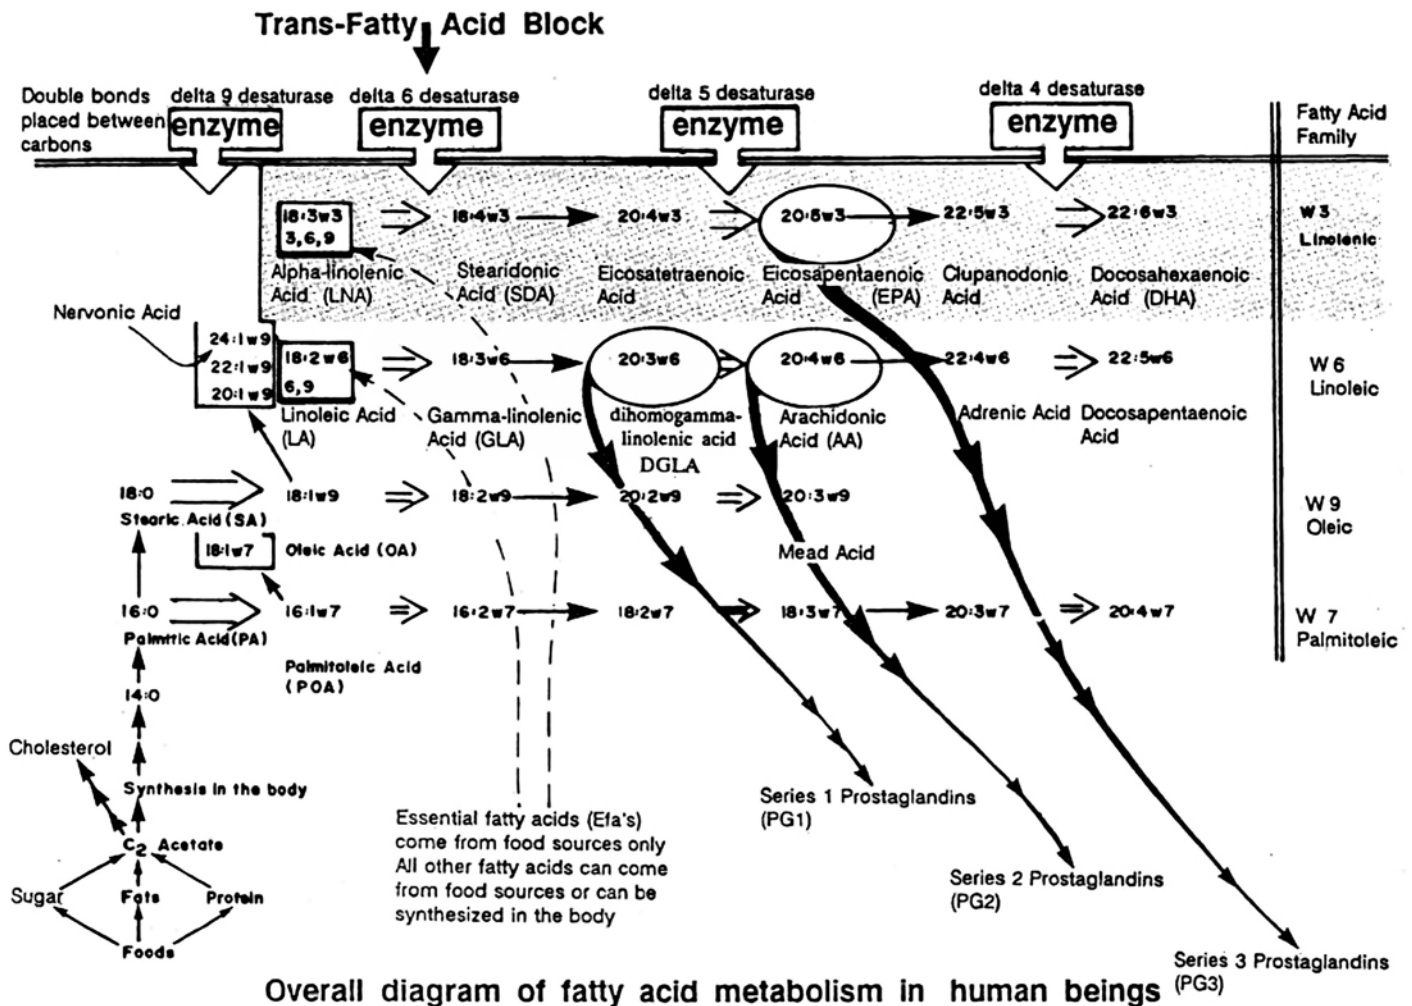 Trans-Fatty Acid Block
Double bonds
placed between
carbons
delta 9 desaturase
enzyme
delta 6 desaturase
enzyme
delta 5 desaturase
enzyme
delta 4 desaturase
enzyme
Fatty Acid
Family
18:3w3
3,6,9
18:4w3
20:4w3
20:5w3
22:5w3
22:6w3
W 3
Linolenic
Alpha-linolenic
Acid (LNA)
Stearidonic
Acid (SDA)
Eicosatetraenoic
Acid
Eicosapentaenoic
Acid (EPA)
Clupanodonic
Acid
Docosahexaenoic
Acid (DHA)
Nervonic Acid
24:1w9
22:1w9
20:1w9
18:2w6
6,9
18:3w6
20:3w6
20:4w6
22:4w6
22:5w6
W 6
Linoleic
Linoleic Acid
(LA)
Gamma-linolenic
Acid (GLA)
dihomogamma-
linolenic acid
DGLA
Arachidonic
Acid (AA)
Adrenic Acid
Docosapentaenoic
Acid
18:0
Stearic Acid (SA)
18:1w9
18:2w9
20:2w9
20:3w9
W 9
Oleic
18:1w7
Oleic Acid (OA)
Mead Acid
16:0
Palmitic Acid (PA)
16:1w7
16:2w7
18:2w7
18:3w7
20:3w7
20:4w7
W 7
Palmitoleic
Palmitoleic Acid
(POA)
14:0
Cholesterol
Synthesis in the body
C2 Acetate
Sugar
Fats
Protein
Foods
Essential fatty acids (Efa's)
come from food sources only
All other fatty acids can come
from food sources or can be
synthesized in the body
Series 1 Prostaglandins
(PG1)
Series 2 Prostaglandins
(PG2)
Series 3 Prostaglandins
(PG3)
Overall diagram of fatty acid metabolism in human beings